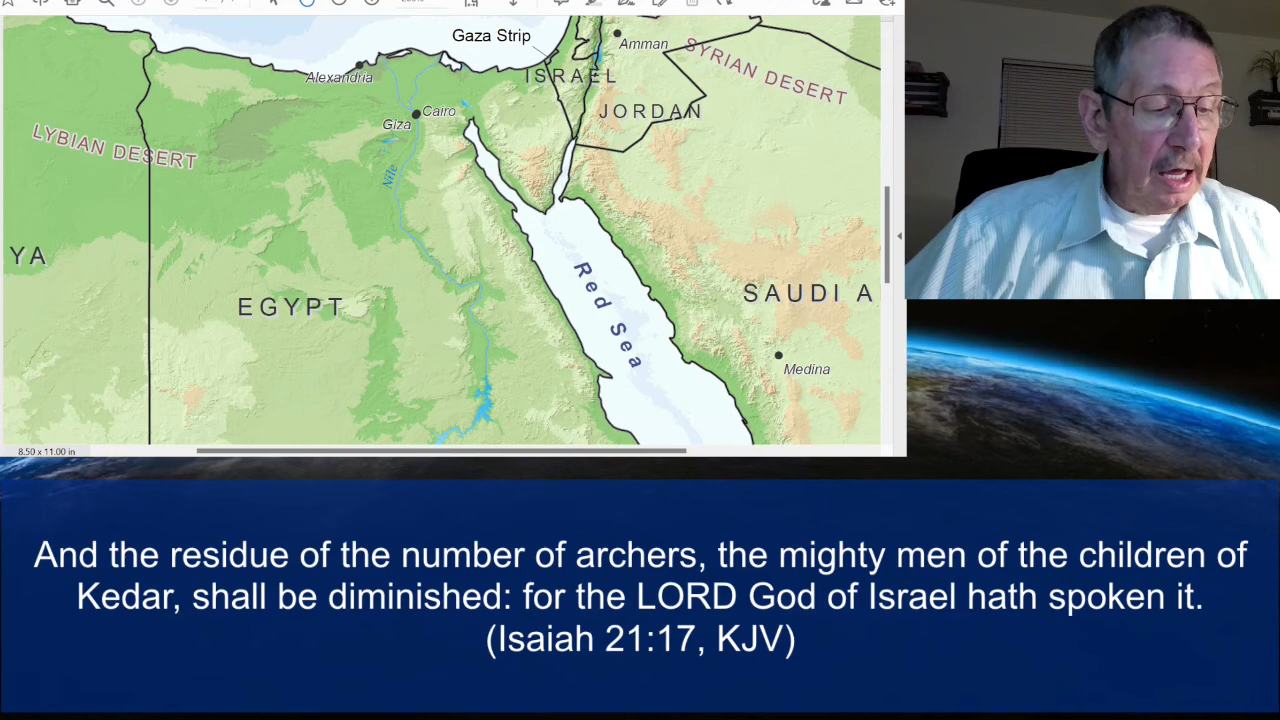 Gaza Strip
Amman
SYRIAN DESERT
Alexandria
ISRAEL
JORDAN
Cairo
Giza
LYBIAN DESERT
Nile
YA
EGYPT
Red Sea
SAUDI A
Medina
8.50 x 11.00 in
And the residue of the number of archers, the mighty men of the children of
Kedar, shall be diminished: for the LORD God of Israel hath spoken it.
(Isaiah 21:17, KJV)